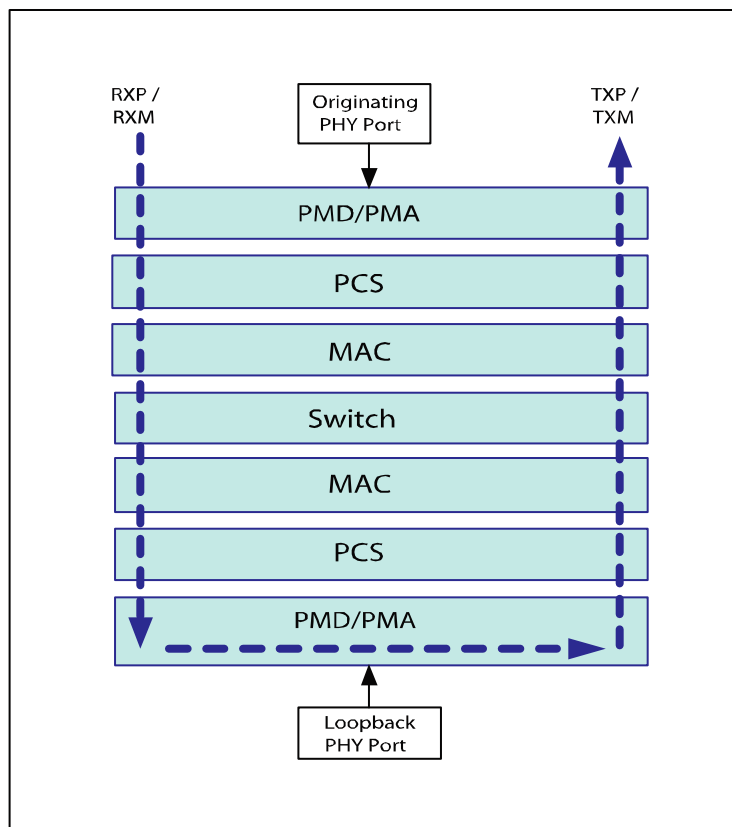 RXP /
RXM
Originating
PHY Port
TXP /
TXM
PMD/PMA
PCS
MAC
Switch
MAC
PCS
PMD/PMA
Loopback
PHY Port